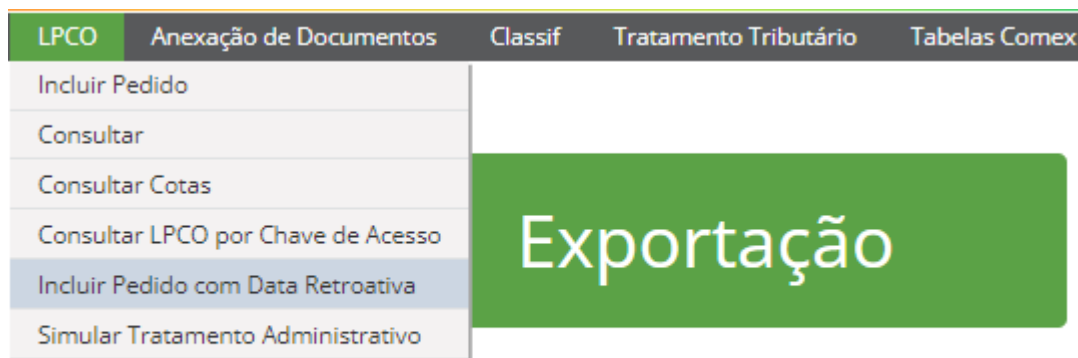 LPCO Anexação de Documentos Classif Tratamento Tributário Tabelas Comex
Incluir Pedido
Consultar
Consultar Cotas
Consultar LPCO por Chave de Acesso
Incluir Pedido com Data Retroativa
Simular Tratamento Administrativo
Exportação